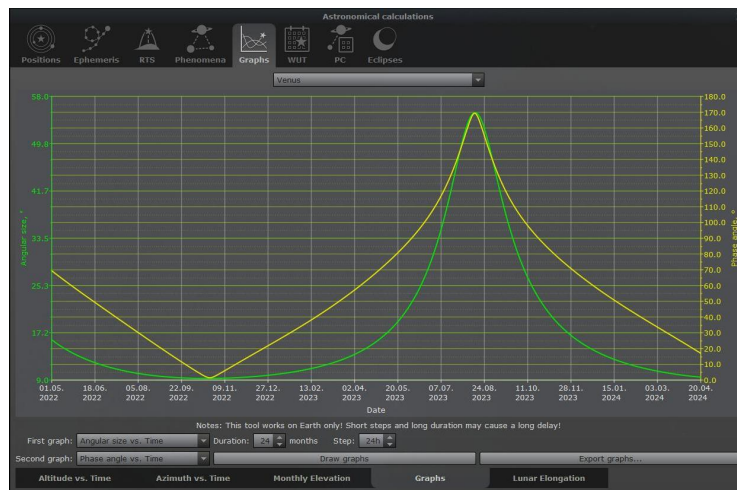 Astronomical calculations
Positions Ephemeris RTS Phenomena Graphs WUT PC Eclipses
Venus
58.0 180.0
170.0
160.0
49.8 150.0
140.0
130.0
41.7 120.0
110.0
100.0
33.5 90.0
80.0
70.0
25.3 60.0
50.0
40.0
17.2 30.0
20.0
10.0
9.0 0.0
Angular size, "
Phase angle, °
01.05. 18.06. 05.08. 22.09. 09.11. 27.12. 13.02. 02.04. 20.05. 07.07. 24.08. 11.10. 28.11. 15.01. 03.03. 20.04.
2022 2022 2022 2022 2022 2022 2023 2023 2023 2023 2023 2023 2023 2024 2024 2024
Date
Notes: This tool works on Earth only! Short steps and long duration may cause a long delay!
First graph: Angular size vs. Time Duration: 24 months Step: 24h
Second graph: Phase angle vs. Time Draw graphs Export graphs...
Altitude vs. Time Azimuth vs. Time Monthly Elevation Graphs Lunar Elongation